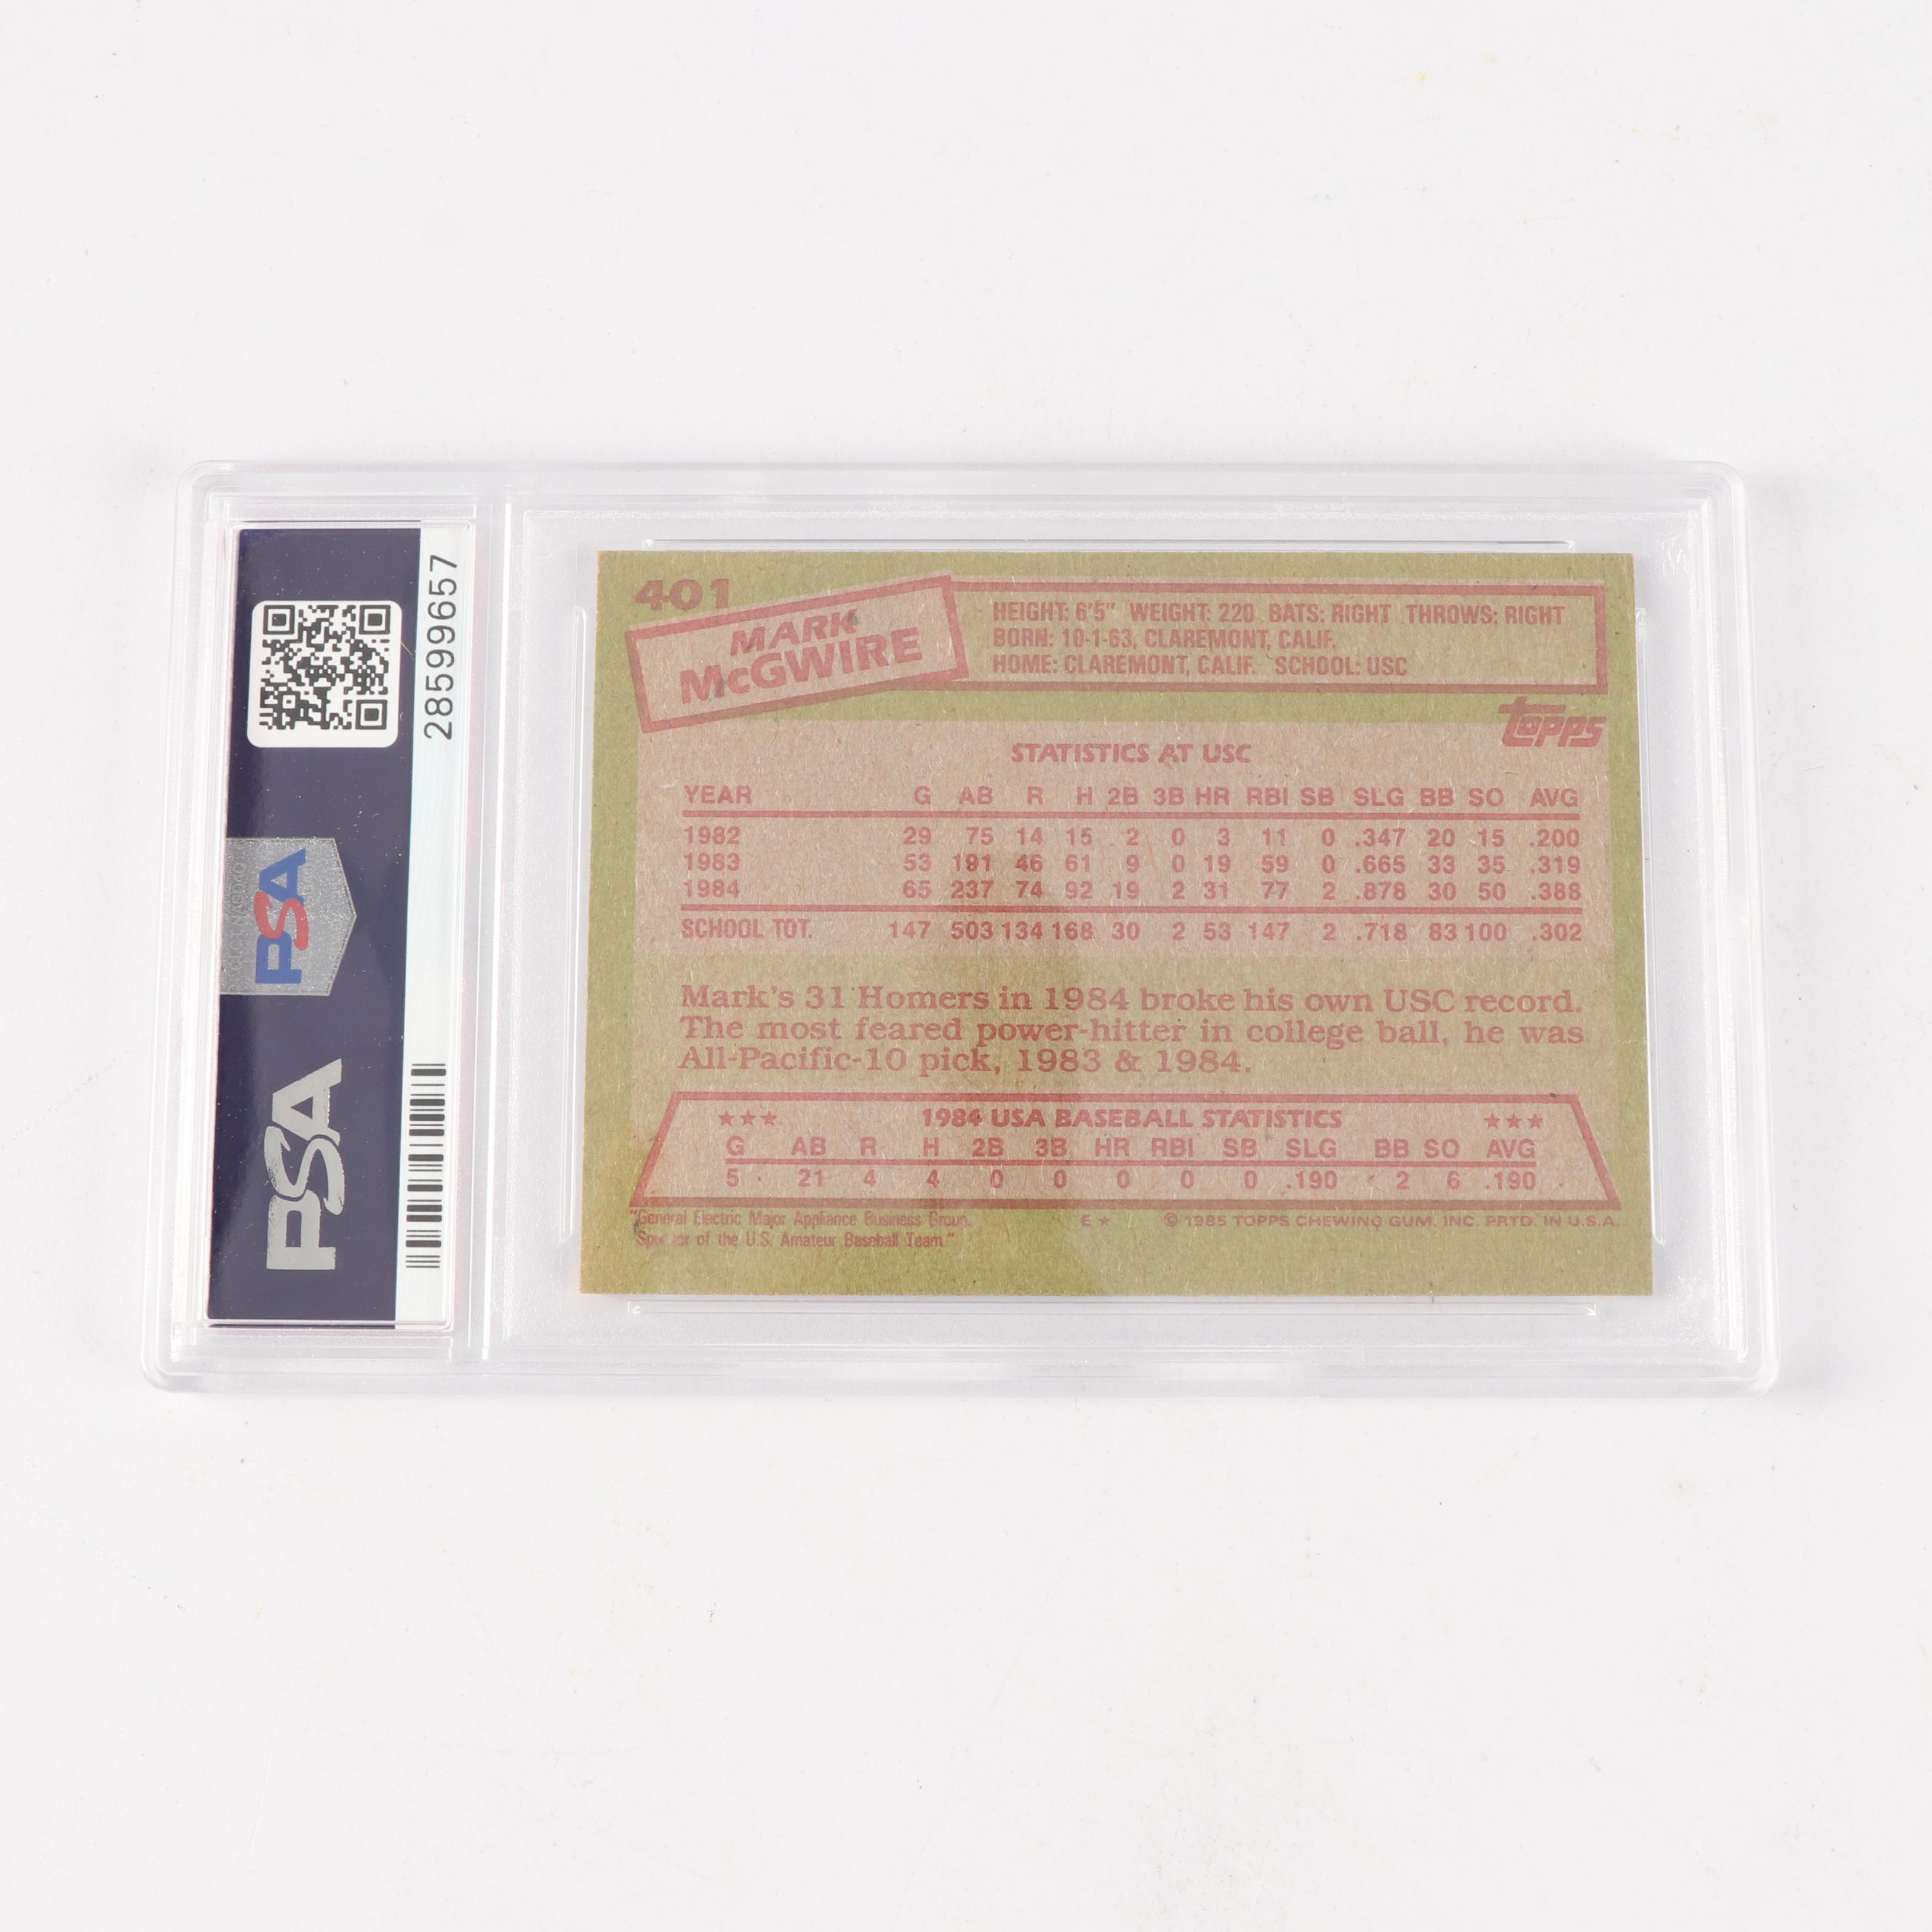 28599657
PSA
PSA
401
MARK
McGWIRE
HEIGHT: 6'5" WEIGHT: 220 BATS: RIGHT THROWS: RIGHT
BORN: 10-1-63, CLAREMONT, CALIF.
HOME: CLAREMONT, CALIF. SCHOOL: USC
topps
STATISTICS AT USC
YEAR G AB R H 2B 3B HR RBI SB SLG BB SO AVG
1982 29 75 14 15 2 0 3 11 0 .347 20 15 .200
1983 53 191 46 61 9 0 19 59 0 .665 33 35 .319
1984 65 237 74 92 19 2 31 77 2 .878 30 50 .388
SCHOOL TOT. 147 503 134 168 30 2 53 147 2 .718 83 100 .302
Mark's 31 Homers in 1984 broke his own USC record.
The most feared power-hitter in college ball, he was
All-Pacific-10 pick, 1983 & 1984.
★★★ 1984 USA BASEBALL STATISTICS ★★★
G AB R H 2B 3B HR RBI SB SLG BB SO AVG
5 21 4 4 0 0 0 0 0 .190 2 6 .190
"General Electric Major Appliance Business Group. E★ © 1985 TOPPS CHEWING GUM, INC. PRTD. IN U.S.A.
Sponsor of the U.S. Amateur Baseball Team."